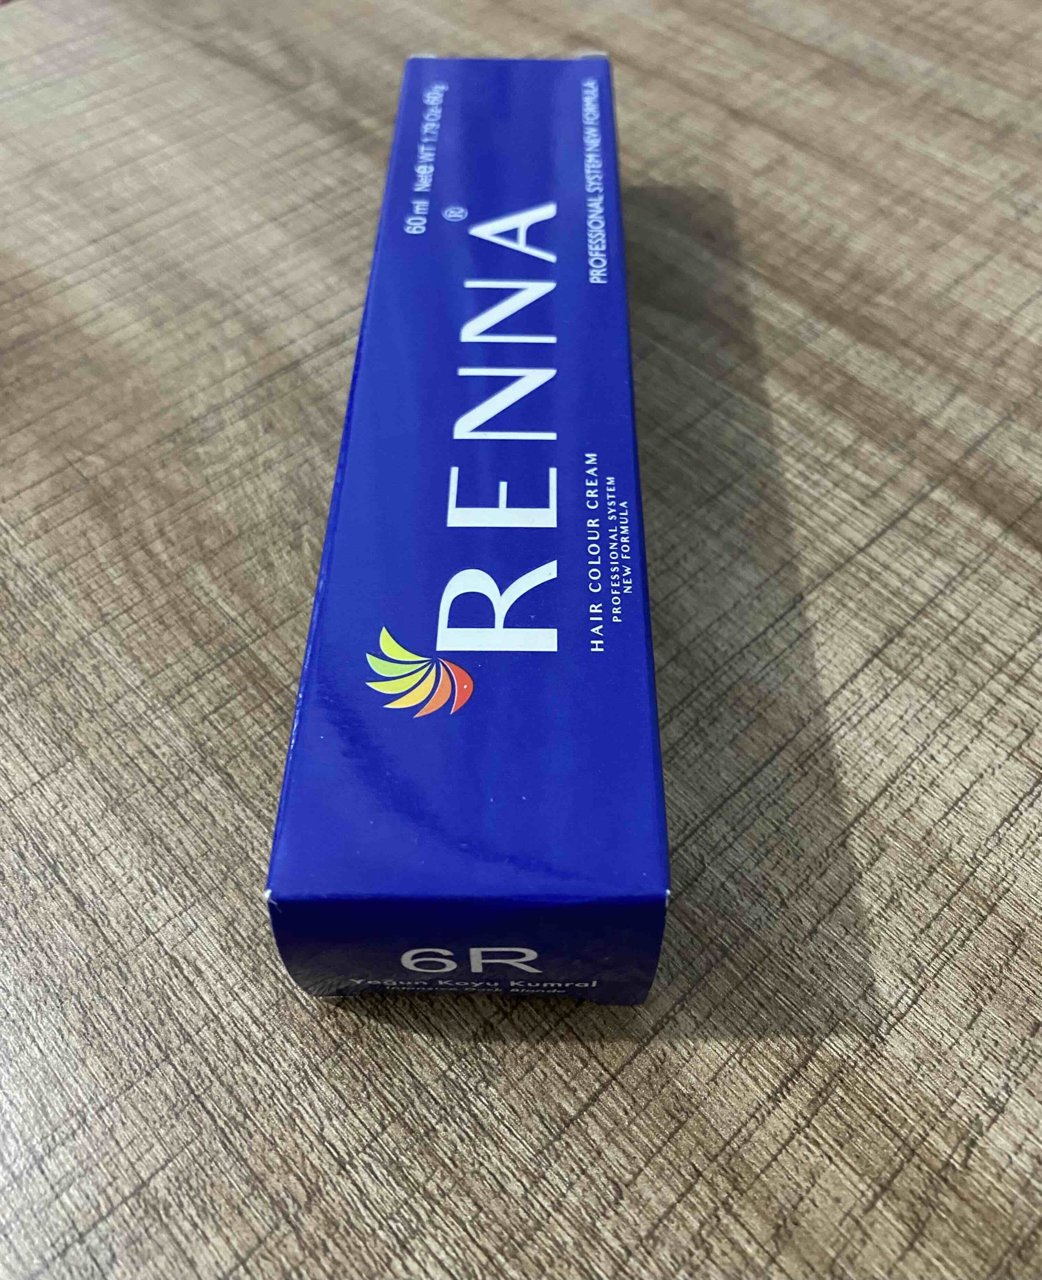 60 ml Net℮ WT 1.79 Oz 60g
RENNA®
HAIR COLOUR CREAM
PROFESSIONAL SYSTEM
NEW FORMULA
PROFESSIONAL SYSTEM NEW FORMULA
6R
Yoğun Koyu Kumral